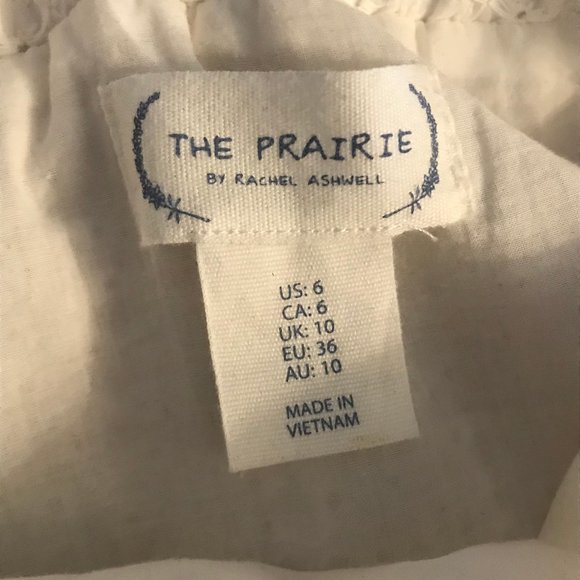 THE PRAIRIE
BY RACHEL ASHWELL
US: 6
CA: 6
UK: 10
EU: 36
AU: 10
MADE IN
VIETNAM